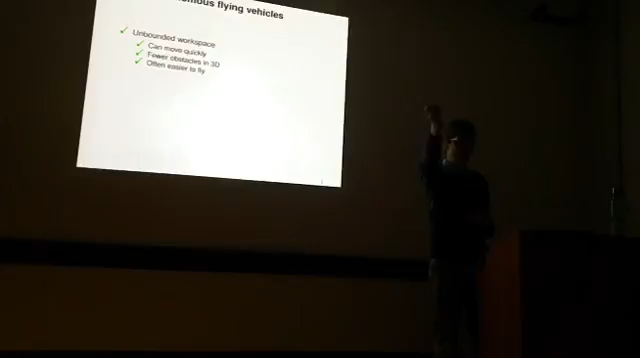 flying vehicles
Unbounded workspace
Can move quickly
Fewer obstacles in 3D
Often easier to fly